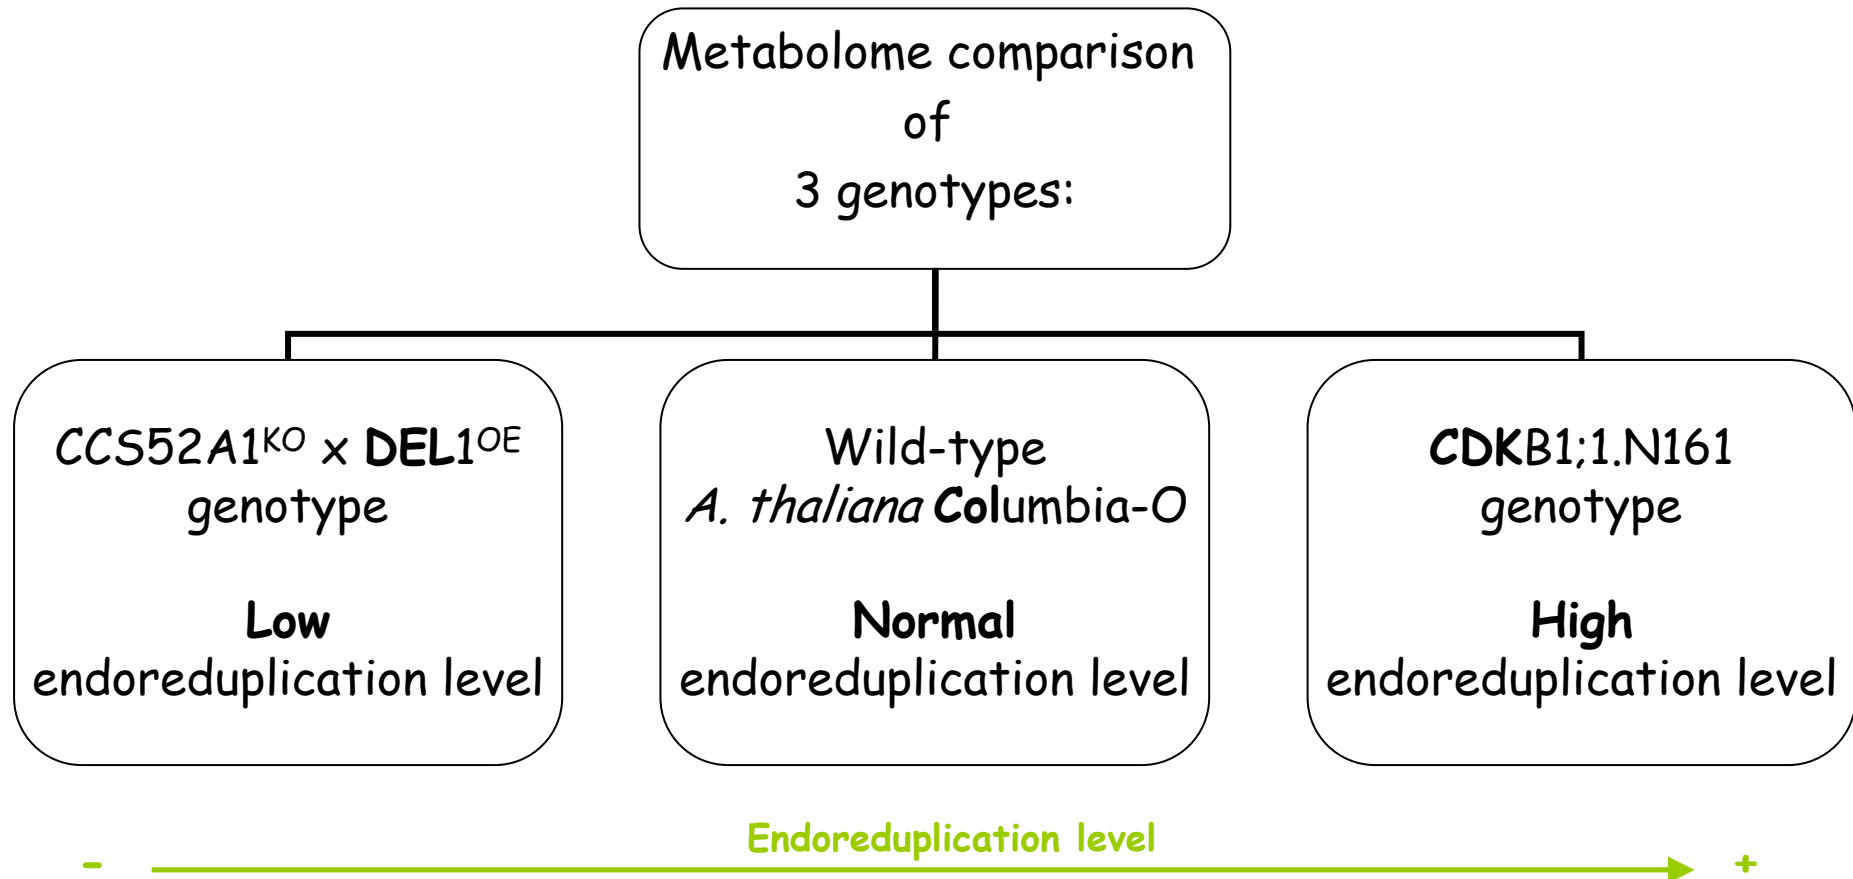 Metabolome comparison
of
3 genotypes:
CCS52A1KO x DEL1OE
genotype
Low
endoreduplication level
Wild-type
A. thaliana Columbia-O
Normal
endoreduplication level
CDKB1;1.N161
genotype
High
endoreduplication level
Endoreduplication level
- +